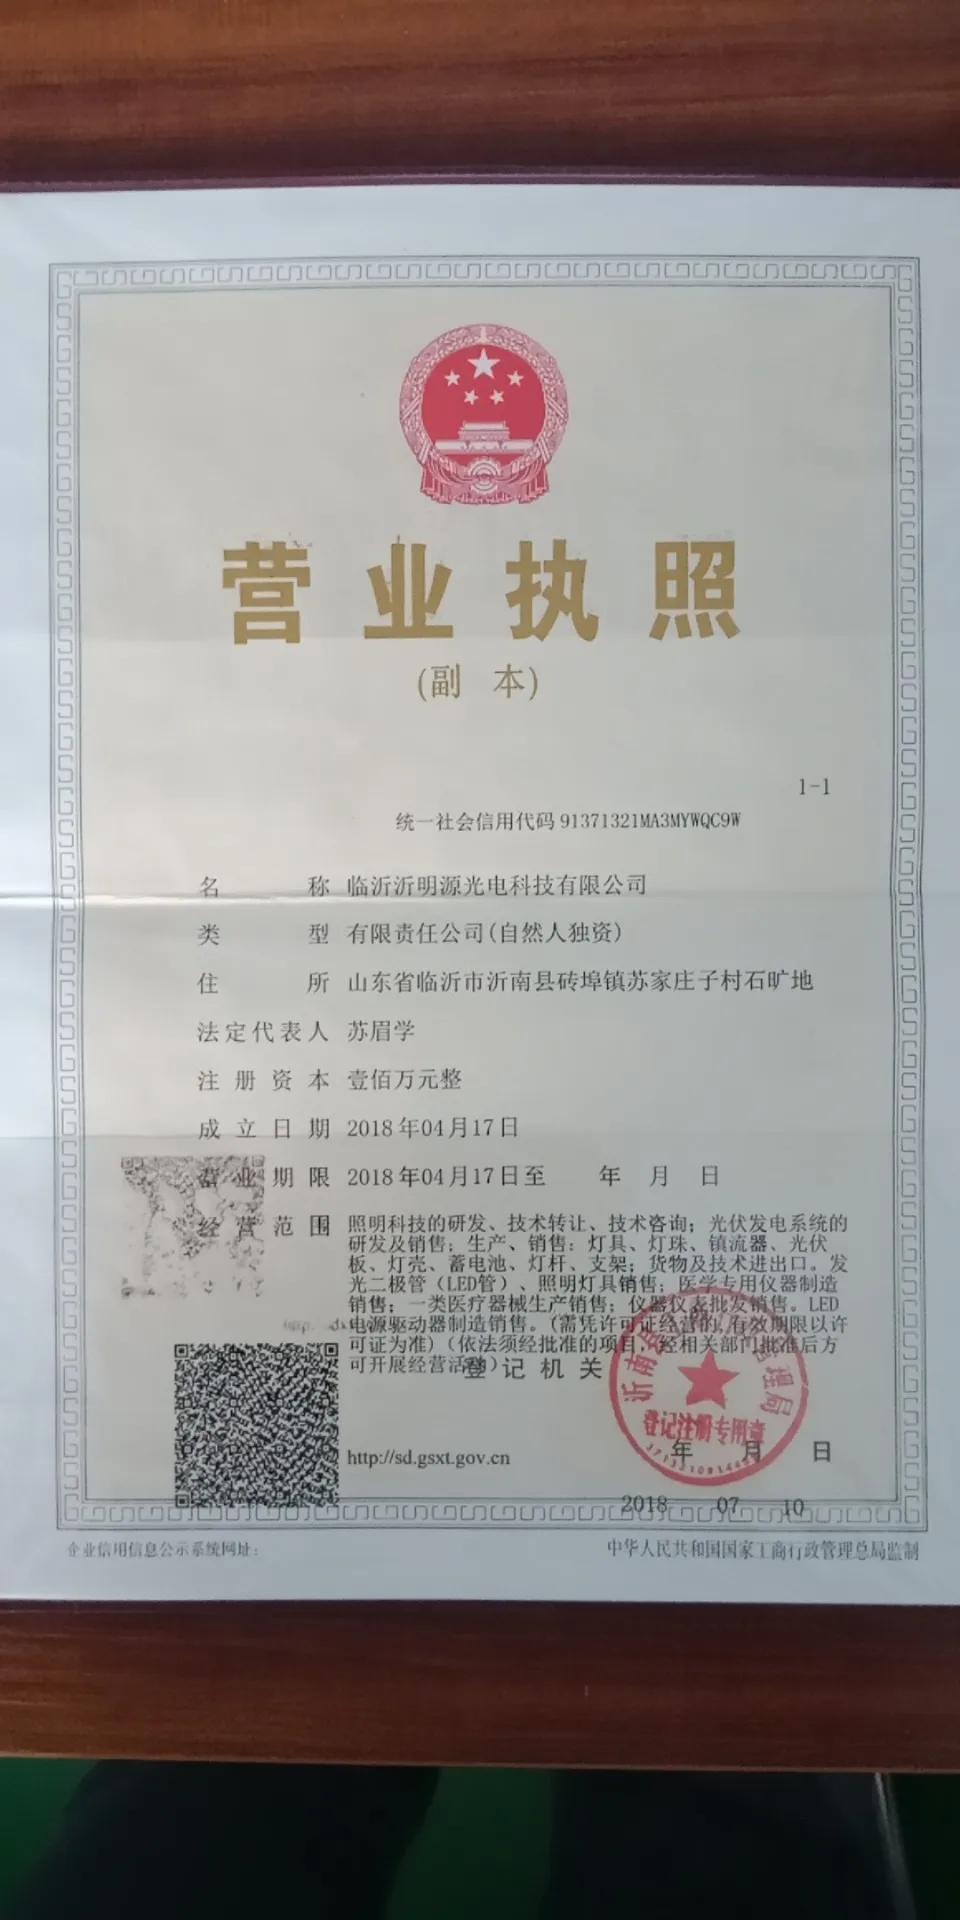 营业执照
(副 本)
1-1
统一社会信用代码 91371321MA3MYWQC9W
名 称 临沂沂明源光电科技有限公司
类 型 有限责任公司(自然人独资)
住 所 山东省临沂市沂南县砖埠镇苏家庄子村石旷地
法定代表人 苏眉学
注册资本 壹佰万元整
成立日期 2018年04月17日
营业期限 2018年04月17日至 年 月 日
经营范围 照明科技的研发、技术转让、技术咨询；光伏发电系统的
研发及销售；生产、销售：灯具、灯珠、镇流器、光伏
板、灯壳、蓄电池、灯杆、支架；货物及技术进出口。发
光二极管（LED管）、照明灯具销售；医学专用仪器制造
销售；一类医疗器械生产销售；仪器仪表批发销售。LED
电源驱动器制造销售。(需凭许可证经营的,有效期限以许
可证为准)（依法须经批准的项目，经相关部门批准后方
可开展经营活动）
登记机关
沂南县 管理局
登记注册专用章
http://sd.gsxt.gov.cn
年 月 日
2018 07 10
企业信用信息公示系统网址：
中华人民共和国国家工商行政管理总局监制